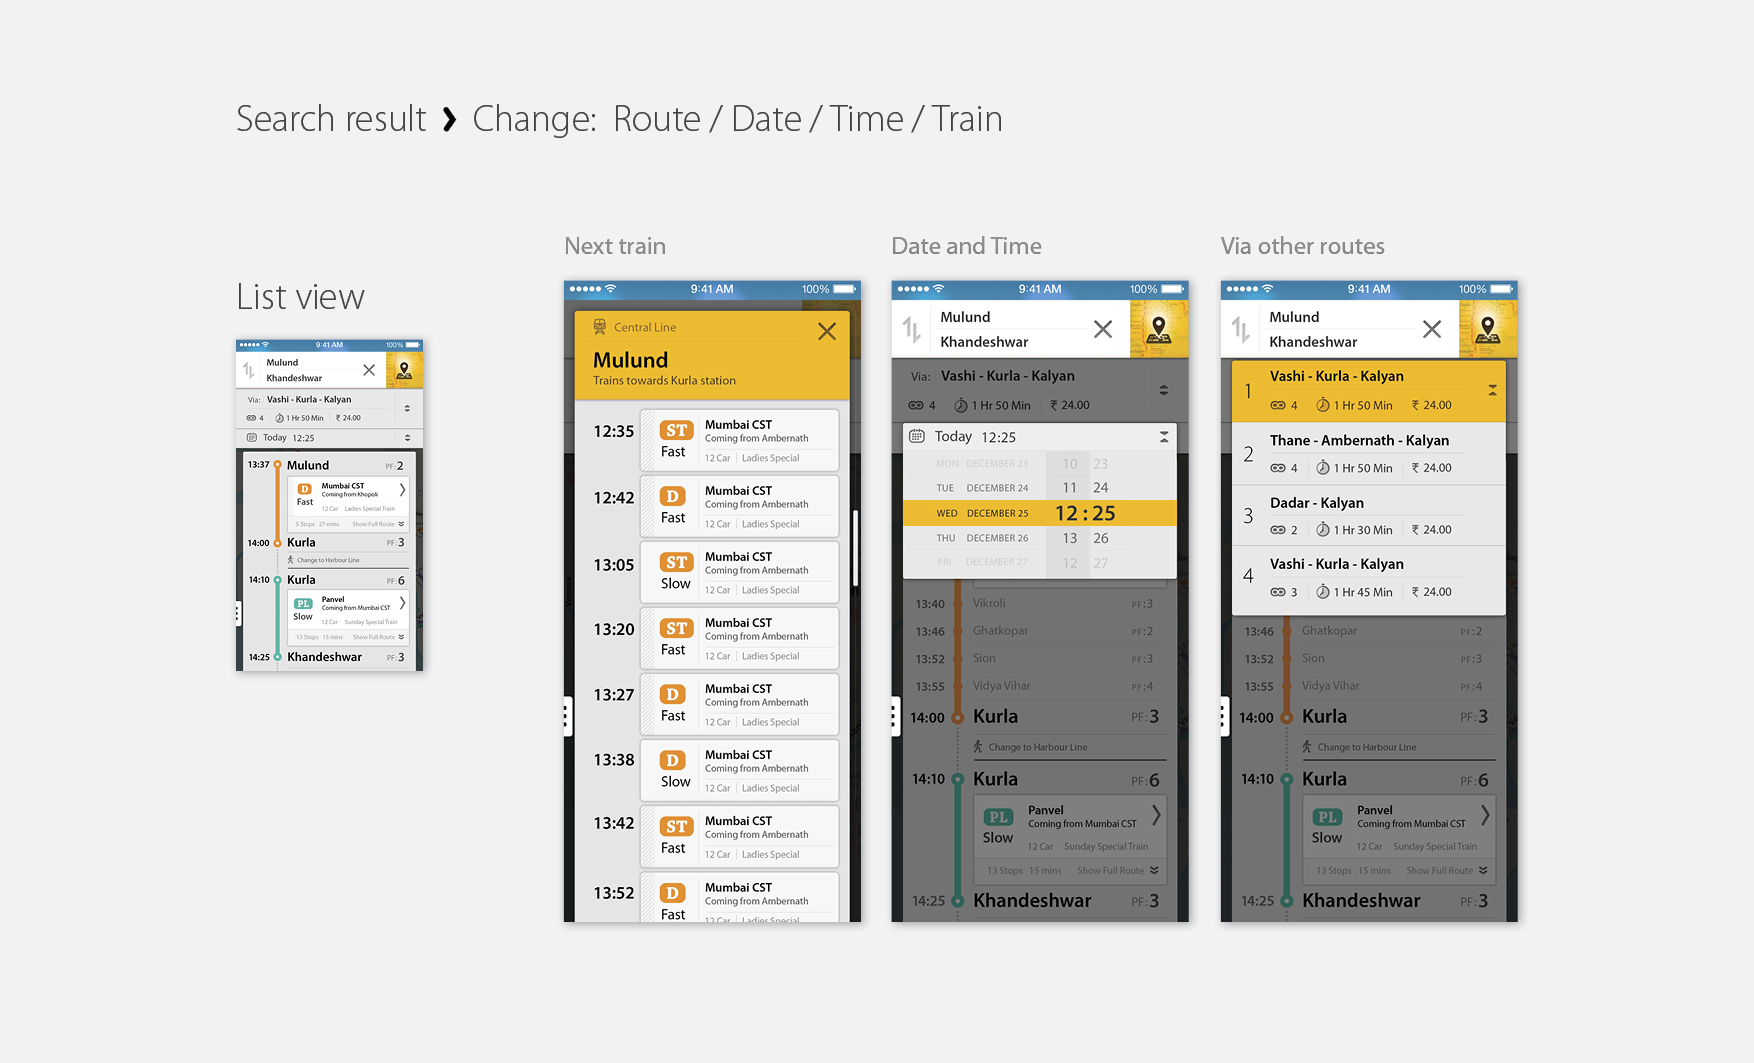 Search result ❯ Change: Route / Date / Time / Train
List view
9:41 AM 100%
Mulund
Khandeshwar
Via: Vashi - Kurla - Kalyan
4 1 Hr 50 Min ₹ 24.00
Today 12:25
13:37 Mulund PF: 2
D Mumbai CST
Coming from Khopoli
Fast
12 Car Ladies Special Train
5 Stops 27 mins Show Full Route
14:00 Kurla PF: 3
Change to Harbour Line
14:10 Kurla PF: 6
PL Panvel
Coming from Mumbai CST
Slow
12 Car Sunday Special Train
13 Stops 15 mins Show Full Route
14:25 Khandeshwar PF: 3
Next train
9:41 AM 100%
Central Line
Mulund
Trains towards Kurla station
12:35 ST Mumbai CST
Coming from Ambernath
Fast 12 Car Ladies Special
12:42 D Mumbai CST
Coming from Ambernath
Fast 12 Car Ladies Special
13:05 ST Mumbai CST
Coming from Ambernath
Slow 12 Car Ladies Special
13:20 ST Mumbai CST
Coming from Ambernath
Fast 12 Car Ladies Special
13:27 D Mumbai CST
Coming from Ambernath
Fast 12 Car Ladies Special
13:38 D Mumbai CST
Coming from Ambernath
Slow 12 Car Ladies Special
13:42 ST Mumbai CST
Coming from Ambernath
Fast 12 Car Ladies Special
13:52 D Mumbai CST
Coming from Ambernath
Fast 12 Car Ladies Special
Date and Time
9:41 AM 100%
Mulund
Khandeshwar
Via: Vashi - Kurla - Kalyan
4 1 Hr 50 Min ₹ 24.00
Today 12:25
MON DECEMBER 23 10 23
TUE DECEMBER 24 11 24
WED DECEMBER 25 12 : 25
THU DECEMBER 26 13 26
FRI DECEMBER 27 12 27
13:40 Vikroli PF: 3
13:46 Ghatkopar PF: 2
13:52 Sion PF: 3
13:55 Vidya Vihar PF: 4
14:00 Kurla PF: 3
Change to Harbour Line
14:10 Kurla PF: 6
PL Panvel
Coming from Mumbai CST
Slow
12 Car Sunday Special Train
13 Stops 15 mins Show Full Route
14:25 Khandeshwar PF: 3
Via other routes
9:41 AM 100%
Mulund
Khandeshwar
1 Vashi - Kurla - Kalyan
4 1 Hr 50 Min ₹ 24.00
2 Thane - Ambernath - Kalyan
4 1 Hr 50 Min ₹ 24.00
3 Dadar - Kalyan
2 1 Hr 30 Min ₹ 24.00
4 Vashi - Kurla - Kalyan
3 1 Hr 45 Min ₹ 24.00
13:46 Ghatkopar PF: 2
13:52 Sion PF: 3
13:55 Vidya Vihar PF: 4
14:00 Kurla PF: 3
Change to Harbour Line
14:10 Kurla PF: 6
PL Panvel
Coming from Mumbai CST
Slow
12 Car Sunday Special Train
13 Stops 15 mins Show Full Route
14:25 Khandeshwar PF: 3